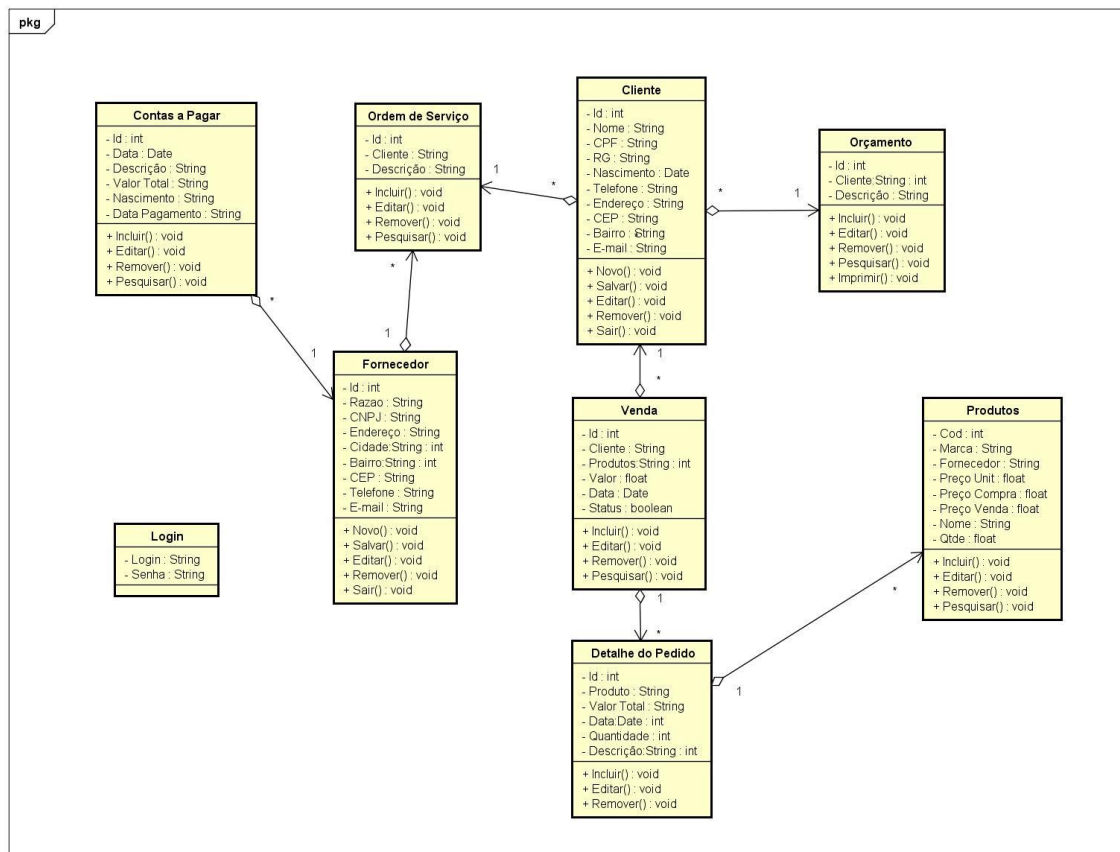 pkg
Contas a Pagar
- Id : int
- Data : Date
- Descrição : String
- Valor Total : String
- Nascimento : String
- Data Pagamento : String
+ Incluir() : void
+ Editar() : void
+ Remover() : void
+ Pesquisar() : void
*
1
Ordem de Serviço
- Id : int
- Cliente : String
- Descrição : String
+ Incluir() : void
+ Editar() : void
+ Remover() : void
+ Pesquisar() : void
1
*
*
1
Cliente
- Id : int
- Nome : String
- CPF : String
- RG : String
- Nascimento : Date
- Telefone : String
- Endereço : String
- CEP : String
- Bairro : String
- E-mail : String
+ Novo() : void
+ Salvar() : void
+ Editar() : void
+ Remover() : void
+ Sair() : void
*
1
Orçamento
- Id : int
- Cliente:String : int
- Descrição : String
+ Incluir() : void
+ Editar() : void
+ Remover() : void
+ Pesquisar() : void
+ Imprimir() : void
Fornecedor
- Id : int
- Razao : String
- CNPJ : String
- Endereço : String
- Cidade:String : int
- Bairro:String : int
- CEP : String
- Telefone : String
- E-mail : String
+ Novo() : void
+ Salvar() : void
+ Editar() : void
+ Remover() : void
+ Sair() : void
1
*
Venda
- Id : int
- Cliente : String
- Produtos:String : int
- Valor : float
- Data : Date
- Status : boolean
+ Incluir() : void
+ Editar() : void
+ Remover() : void
+ Pesquisar() : void
1
*
Produtos
- Cod : int
- Marca : String
- Fornecedor : String
- Preço Unit : float
- Preço Compra : float
- Preço Venda : float
- Nome : String
- Qtde : float
+ Incluir() : void
+ Editar() : void
+ Remover() : void
+ Pesquisar() : void
*
1
Login
- Login : String
- Senha : String
Detalhe do Pedido
- Id : int
- Produto : String
- Valor Total : String
- Data:Date : int
- Quantidade : int
- Descrição:String : int
+ Incluir() : void
+ Editar() : void
+ Remover() : void